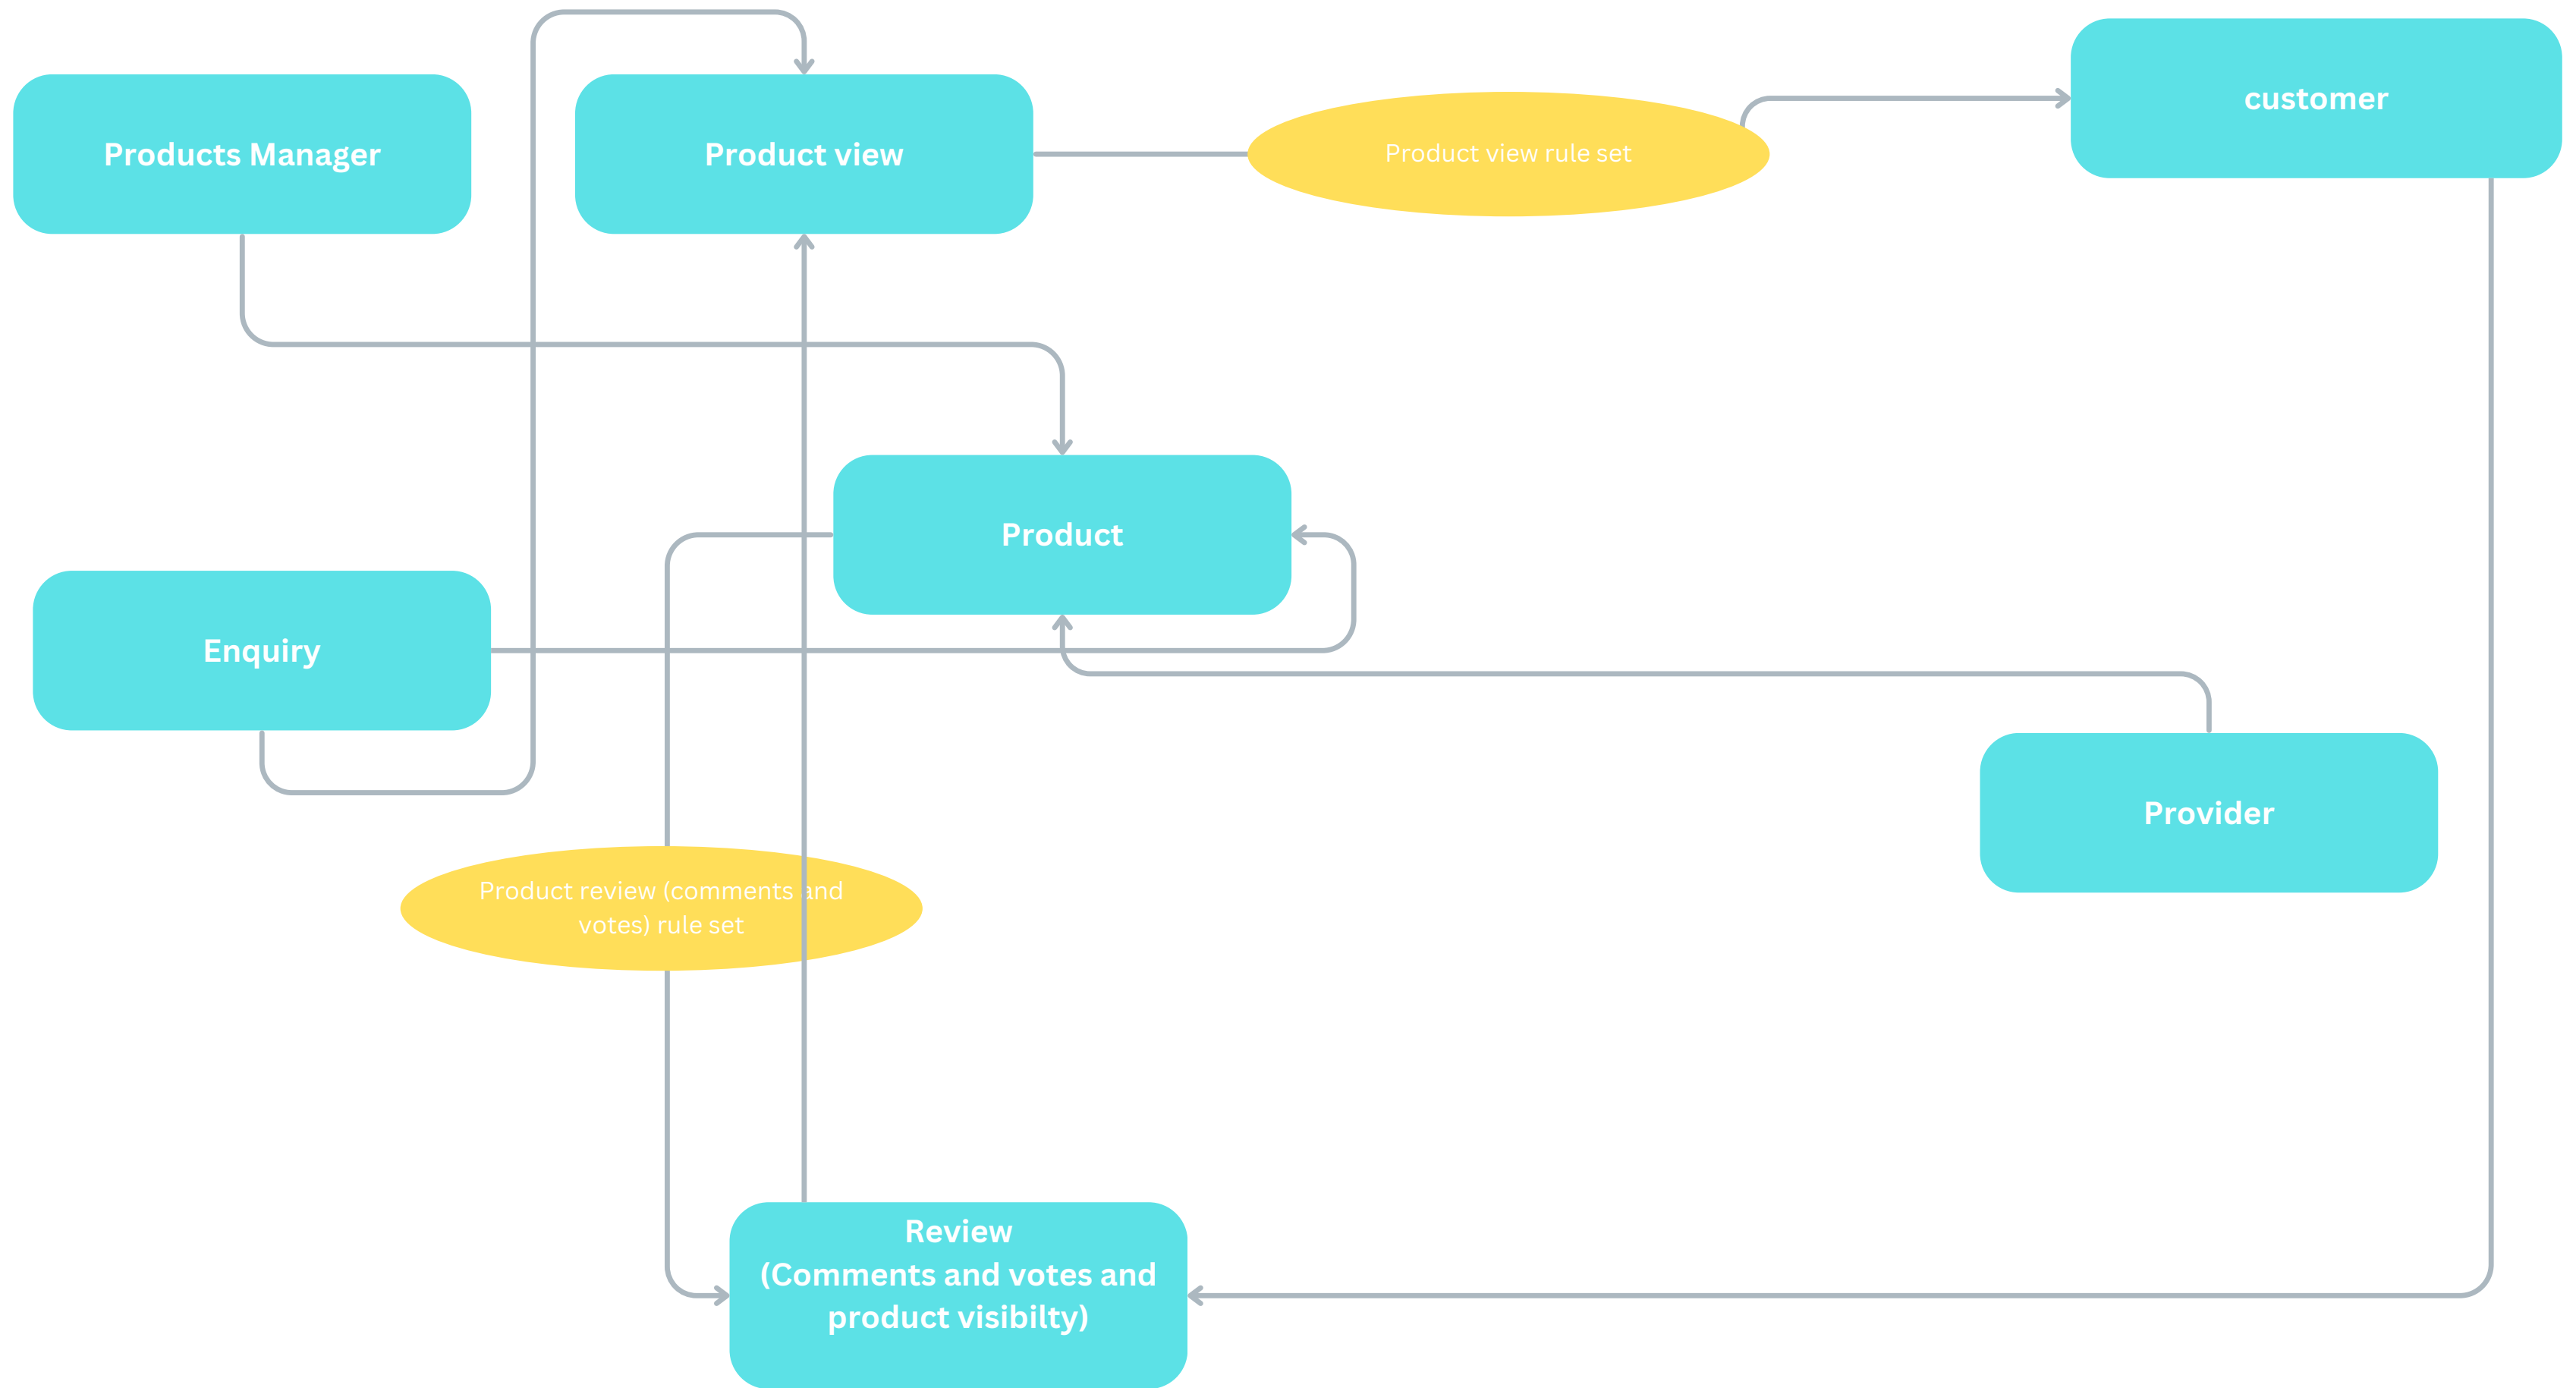 customer
Products Manager
Product view
Product view rule set
Product
Enquiry
Provider
Product review (comments and
votes) rule set
Review
(Comments and votes and
product visibilty)